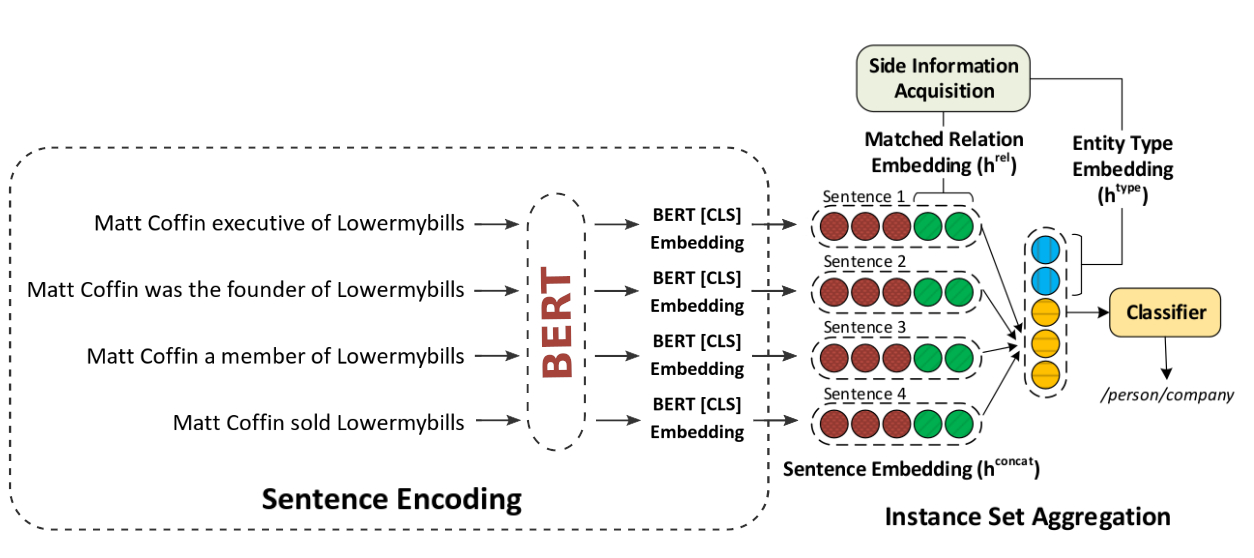 Side Information
Acquisition
Matched Relation
Embedding (h^rel)
Entity Type
Embedding
(h^type)
Matt Coffin executive of Lowermybills
Matt Coffin was the founder of Lowermybills
Matt Coffin a member of Lowermybills
Matt Coffin sold Lowermybills
BERT
BERT [CLS]
Embedding
BERT [CLS]
Embedding
BERT [CLS]
Embedding
BERT [CLS]
Embedding
Sentence 1
Sentence 2
Sentence 3
Sentence 4
Classifier
/person/company
Sentence Embedding (h^concat)
Sentence Encoding
Instance Set Aggregation